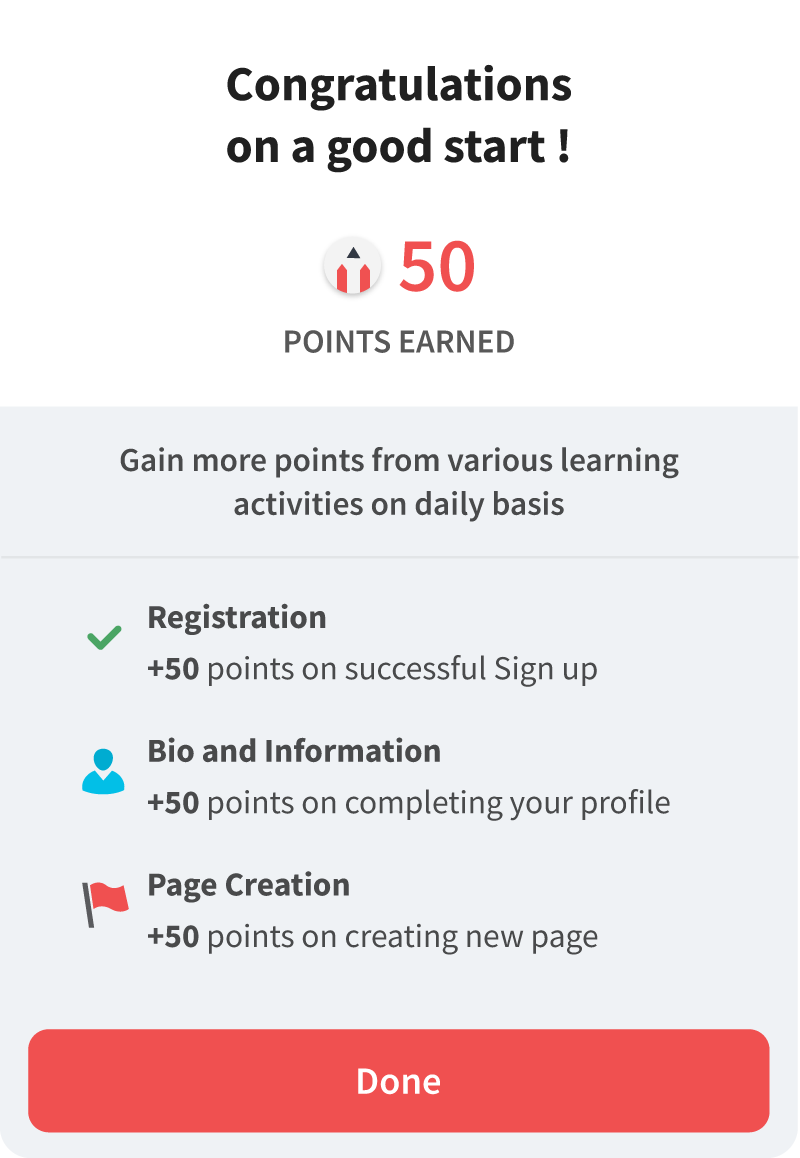 Congratulations
on a good start !
50
POINTS EARNED
Gain more points from various learning
activities on daily basis
Registration
+50 points on successful Sign up
Bio and Information
+50 points on completing your profile
Page Creation
+50 points on creating new page
Done